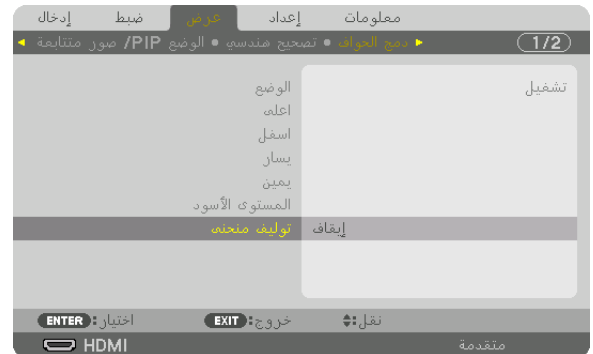 إدخال ضبط عرض إعداد معلومات
دمج الحواف ● تصحيح هندسي ● الوضع PIP/ صور متتابعة 1/2
الوضع تشغيل
اعلى
اسفل
يسار
يمين
المستوى الأسود
توليف منحنى إيقاف
ENTER: اختيار EXIT: خروج نقل:
HDMI متقدمة